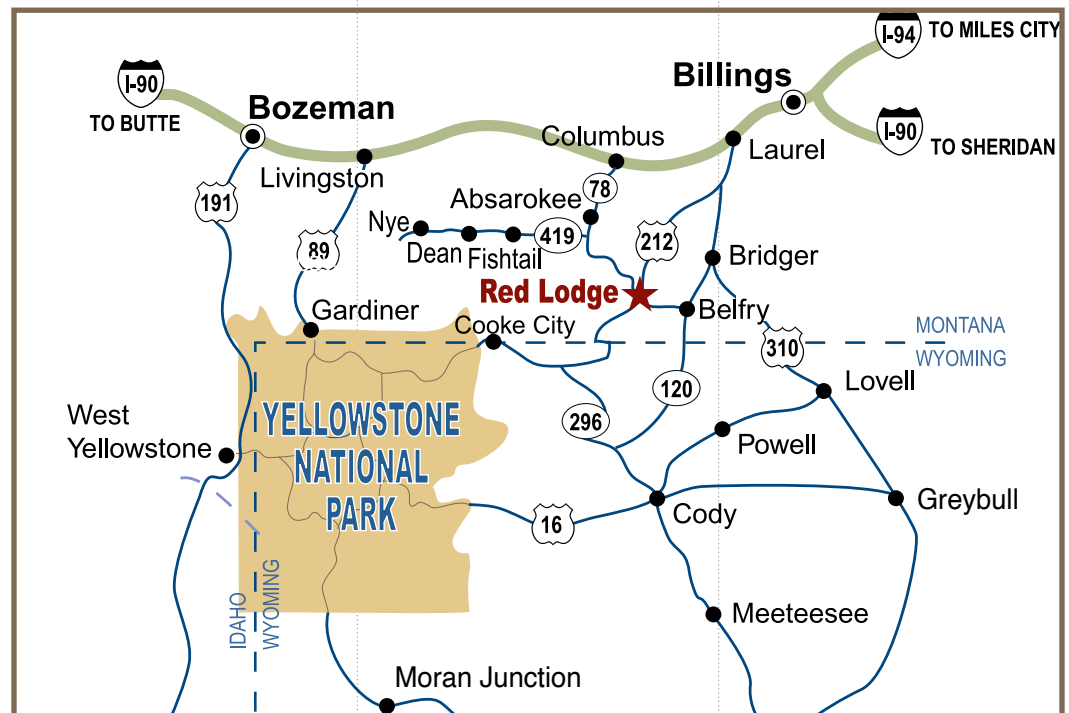 I-94
TO MILES CITY
I-90
TO BUTTE
Billings
Bozeman
I-90
TO SHERIDAN
Columbus
Laurel
Livingston
78
191
Absarokee
Nye
419
212
89
Dean
Fishtail
Bridger
Red Lodge
Gardiner
Belfry
Cooke City
MONTANA
WYOMING
310
Lovell
120
West
Yellowstone
YELLOWSTONE
NATIONAL
PARK
296
Powell
Greybull
Cody
16
IDAHO
WYOMING
Meeteesee
Moran Junction